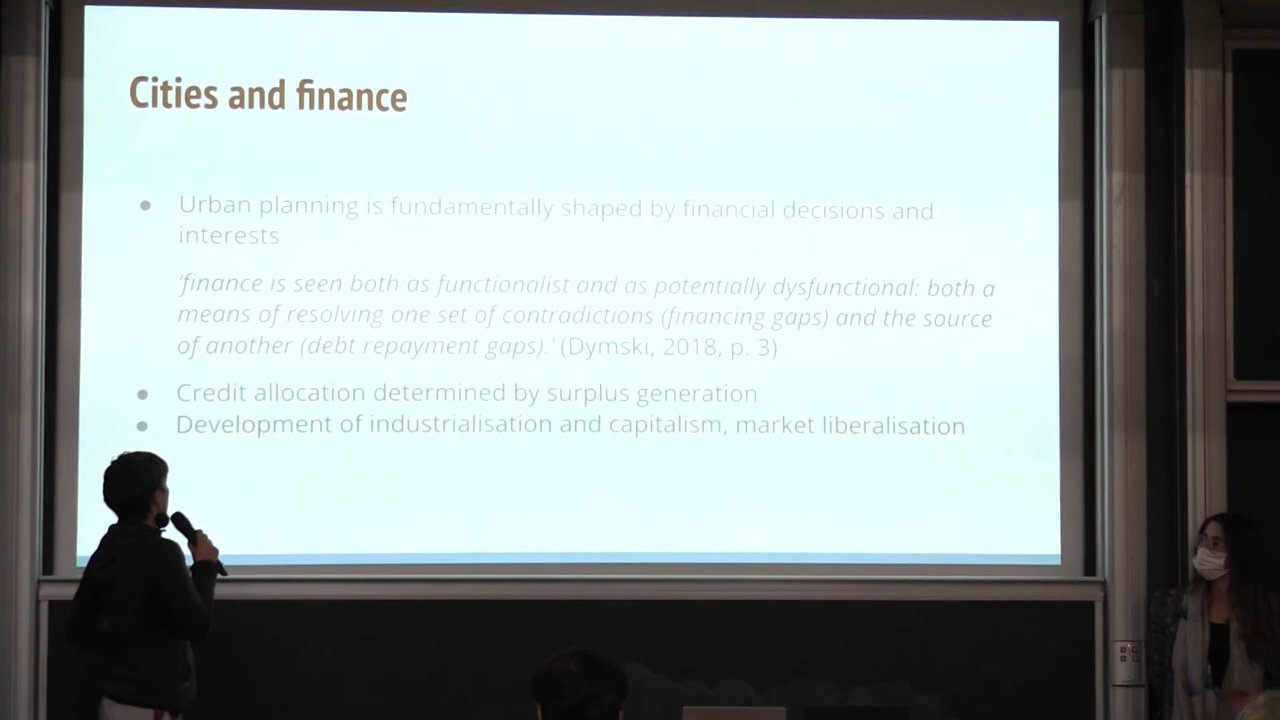 Cities and finance
● Urban planning is fundamentally shaped by financial decisions and
interests
‘finance is seen both as functionalist and as potentially dysfunctional: both a
means of resolving one set of contradictions (financing gaps) and the source
of another (debt repayment gaps).’ (Dymski, 2018, p. 3)
● Credit allocation determined by surplus generation
● Development of industrialisation and capitalism, market liberalisation